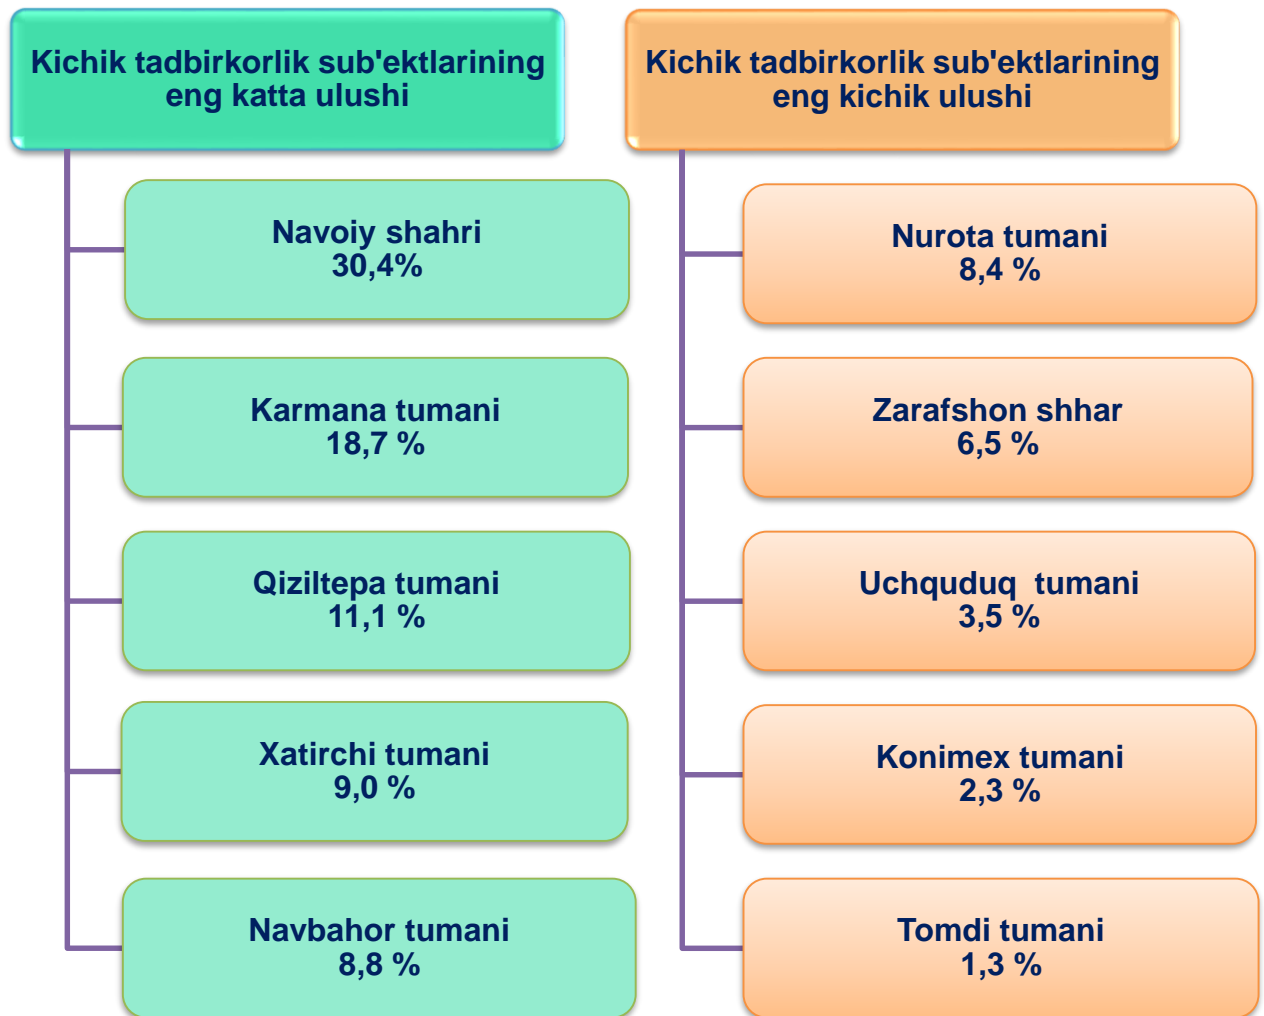 Kichik tadbirkorlik sub'ektlarining
eng katta ulushi
Navoiy shahri
30,4%
Karmana tumani
18,7 %
Qiziltepa tumani
11,1 %
Xatirchi tumani
9,0 %
Navbahor tumani
8,8 %
Kichik tadbirkorlik sub'ektlarining
eng kichik ulushi
Nurota tumani
8,4 %
Zarafshon shhar
6,5 %
Uchquduq  tumani
3,5 %
Konimex tumani
2,3 %
Tomdi tumani
1,3 %